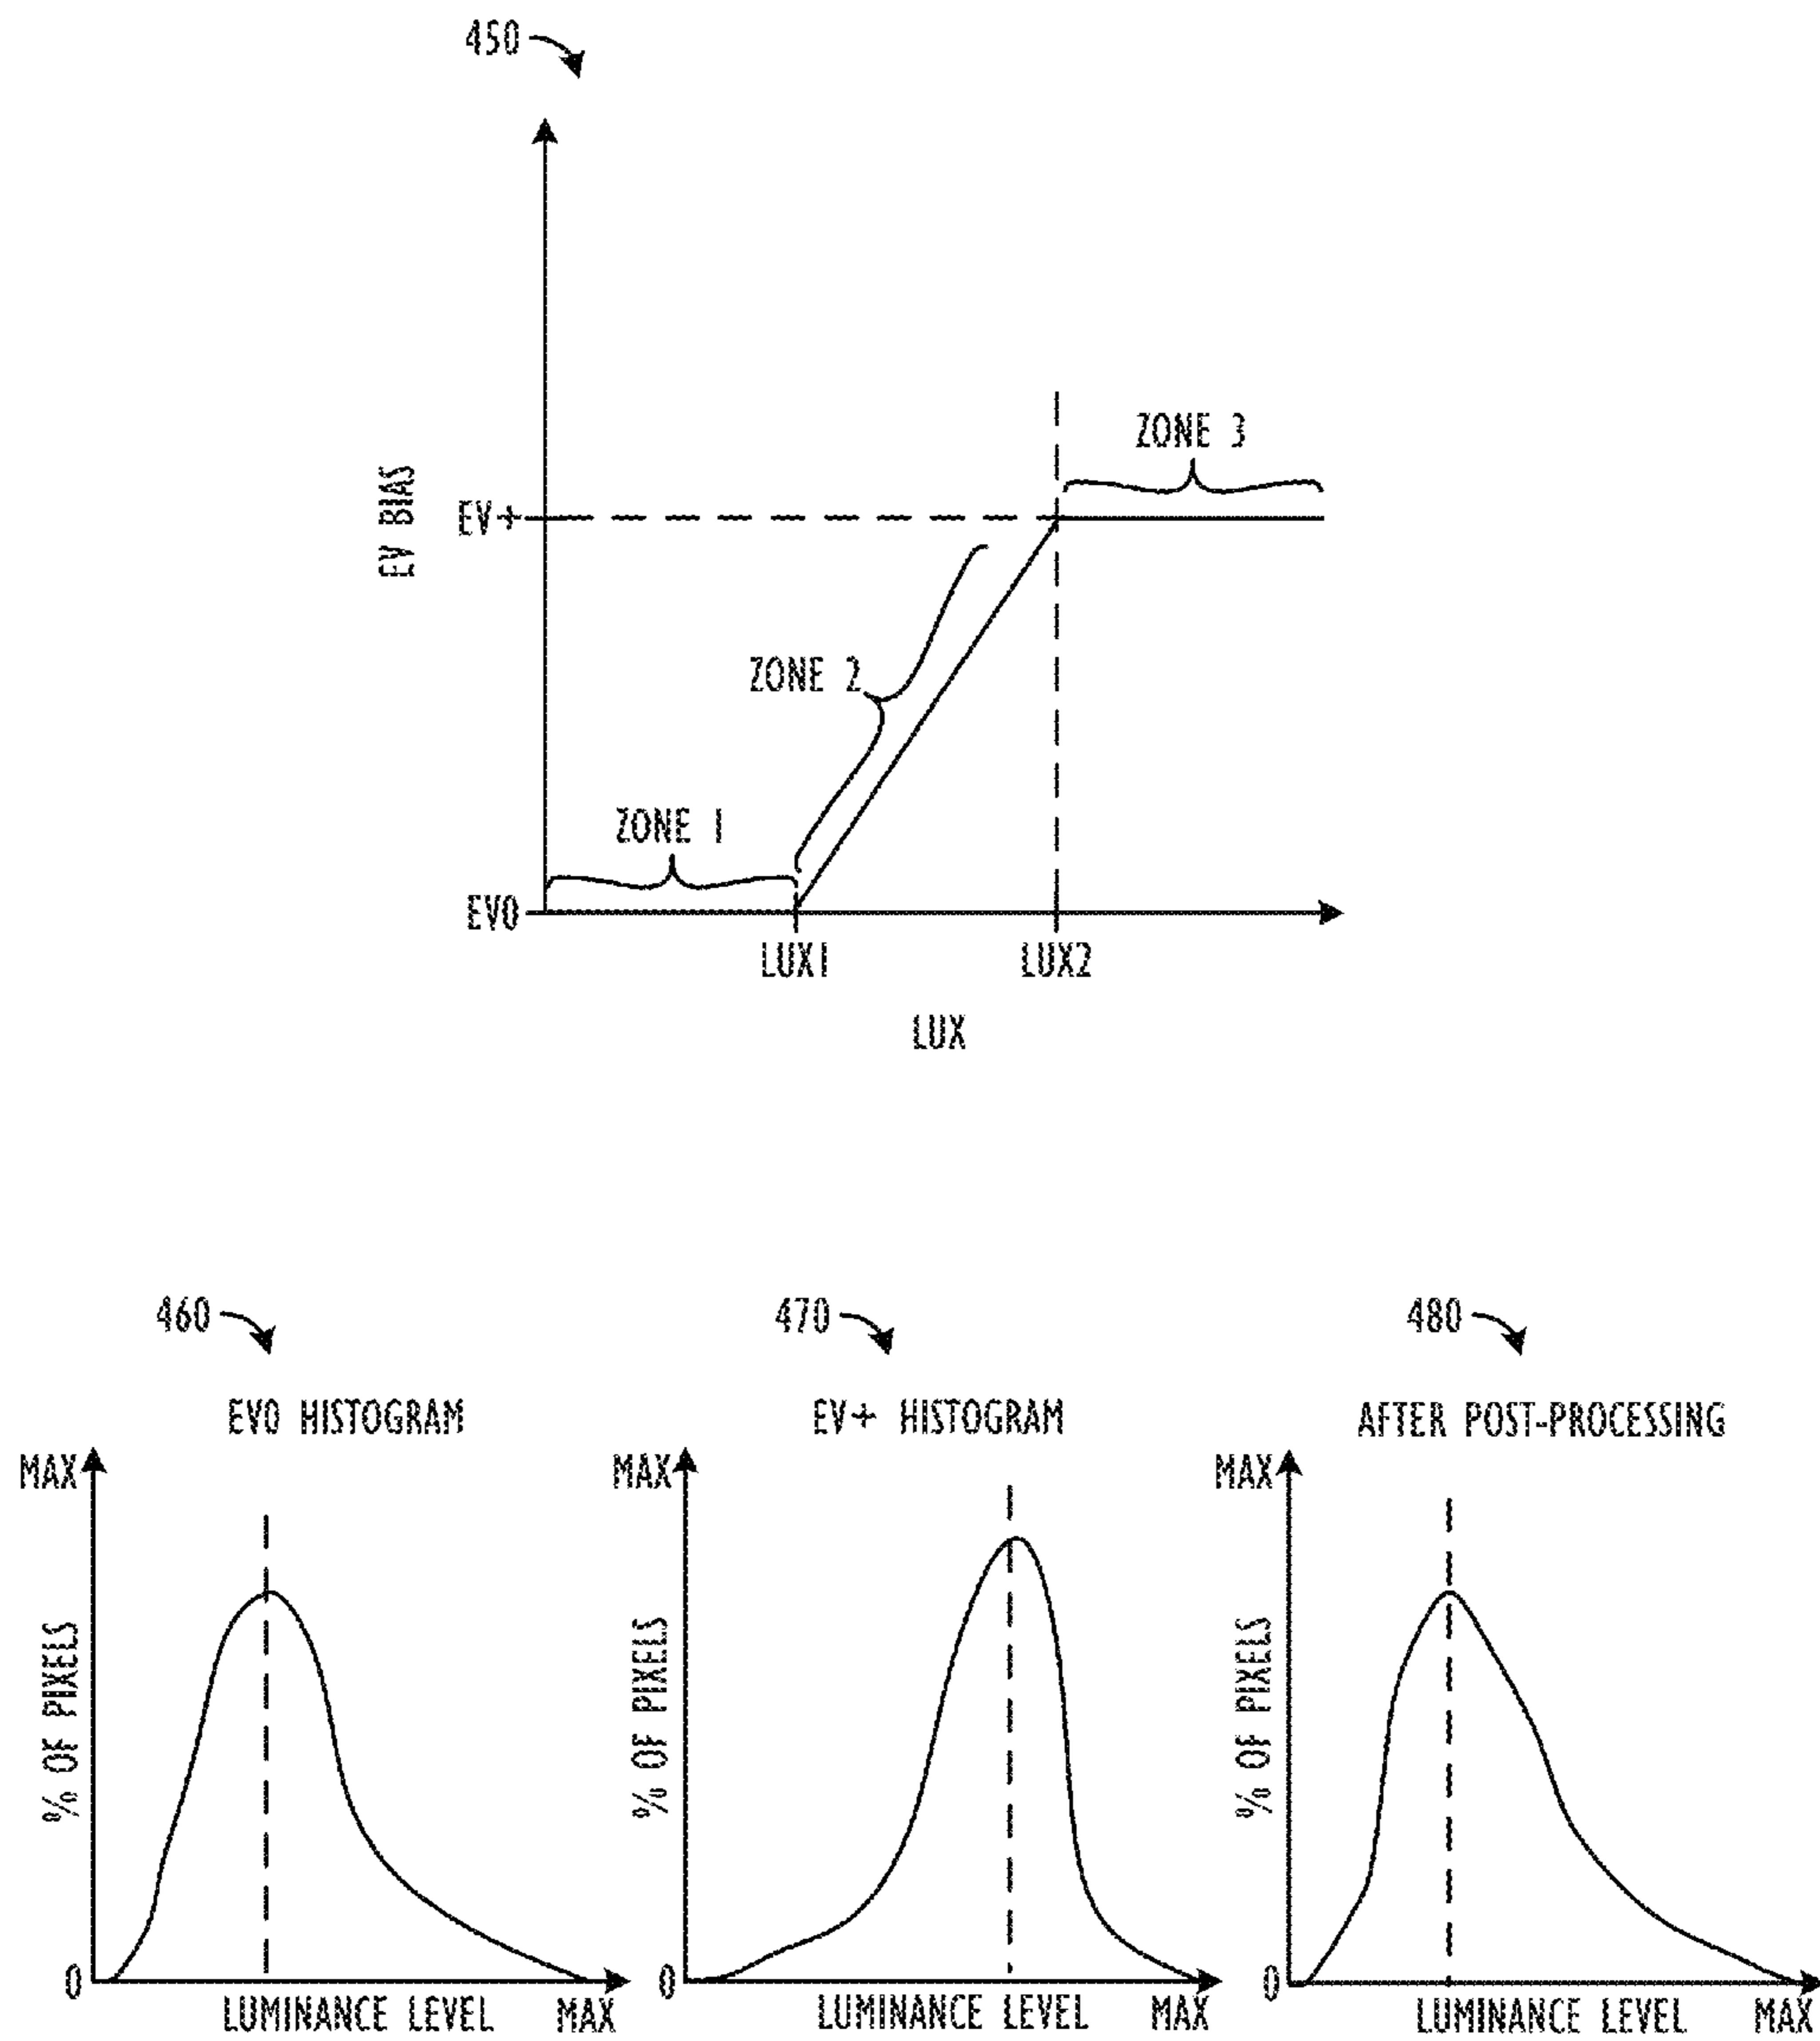 450
ZONE 3
EV+
EV BIAS
ZONE 2
ZONE 1
EV0
LUX1
LUX2
LUX
460
470
480
EV0 HISTOGRAM
EV+ HISTOGRAM
AFTER POST-PROCESSING
MAX
% OF PIXELS
0
LUMINANCE LEVEL
MAX
MAX
% OF PIXELS
0
LUMINANCE LEVEL
MAX
MAX
% OF PIXELS
0
LUMINANCE LEVEL
MAX